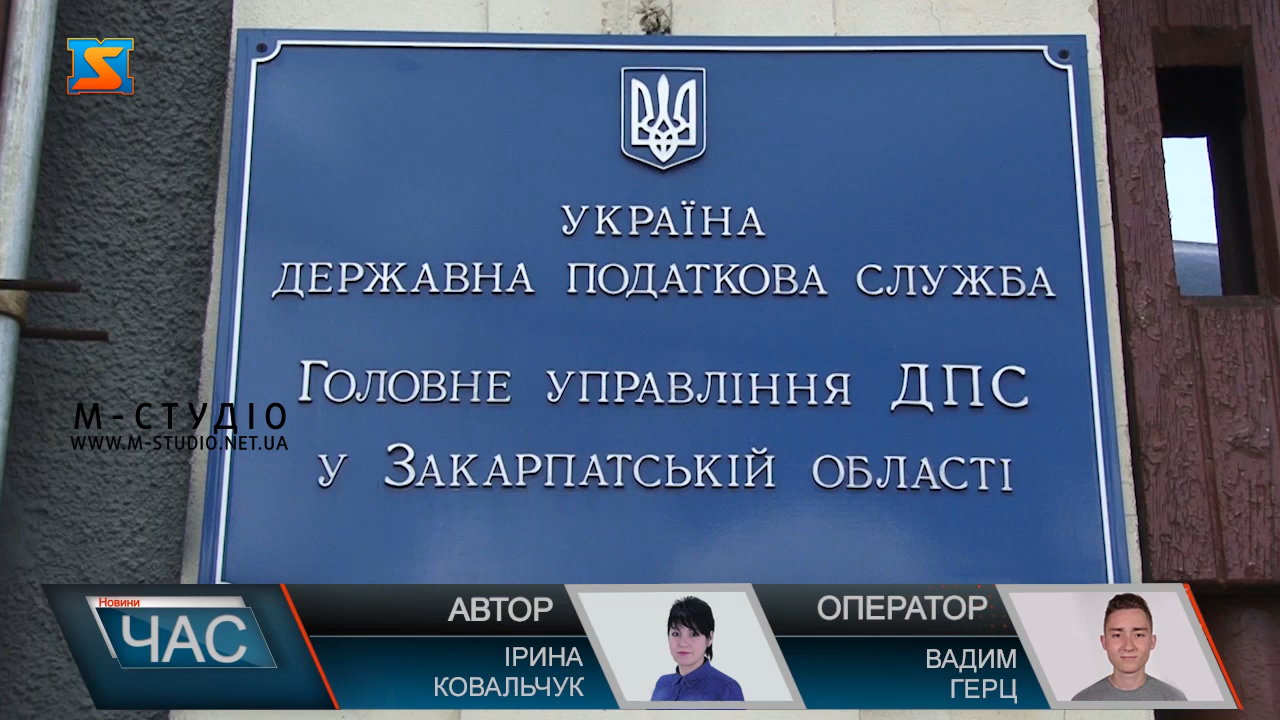 УКРАЇНА
ДЕРЖАВНА ПОДАТКОВА СЛУЖБА
ГОЛОВНЕ УПРАВЛІННЯ ДПС
У ЗАКАРПАТСЬКІЙ ОБЛАСТІ
М-СТУДІО
WWW.M-STUDIO.NET.UA
Новини
ЧАС
АВТОР
ІРИНА
КОВАЛЬЧУК
ОПЕРАТОР
ВАДИМ
ГЕРЦ